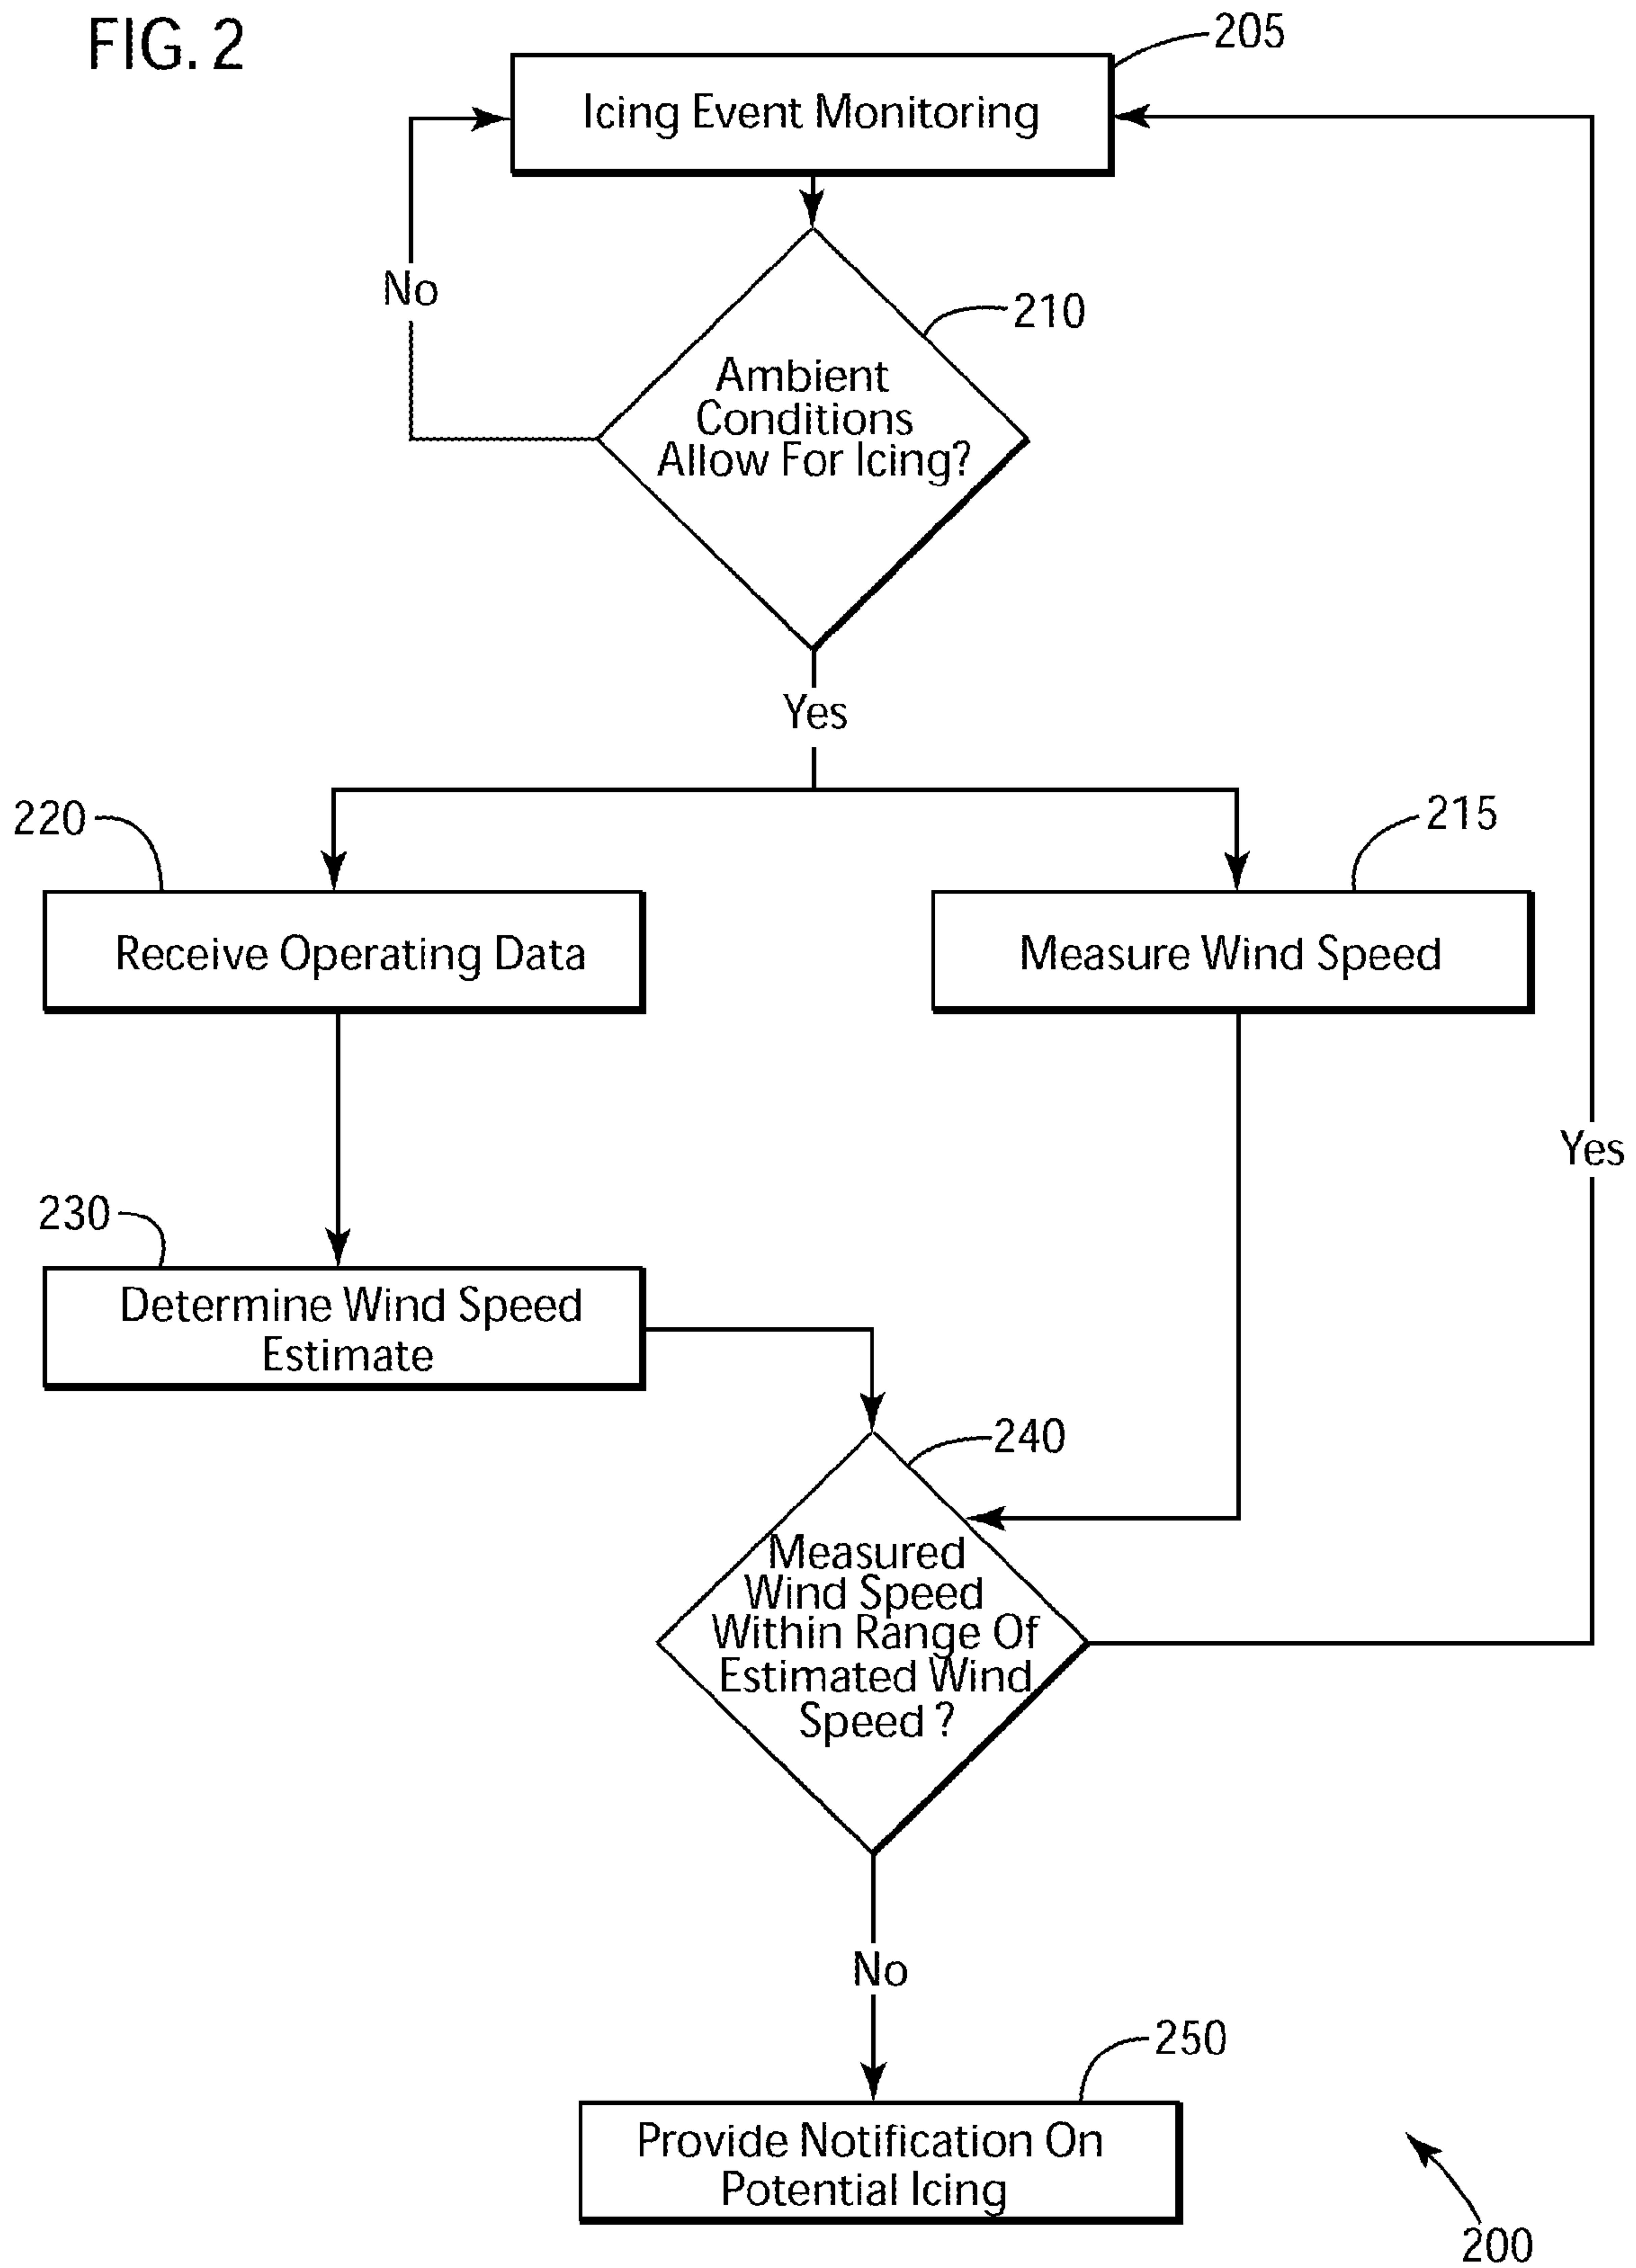 FIG. 2
205
Icing Event Monitoring
No
210
Ambient
Conditions
Allow For Icing?
Yes
220
215
Receive Operating Data
Measure Wind Speed
Yes
230
Determine Wind Speed
Estimate
240
Measured
Wind Speed
Within Range Of
Estimated Wind
Speed ?
No
250
Provide Notification On
Potential Icing
200